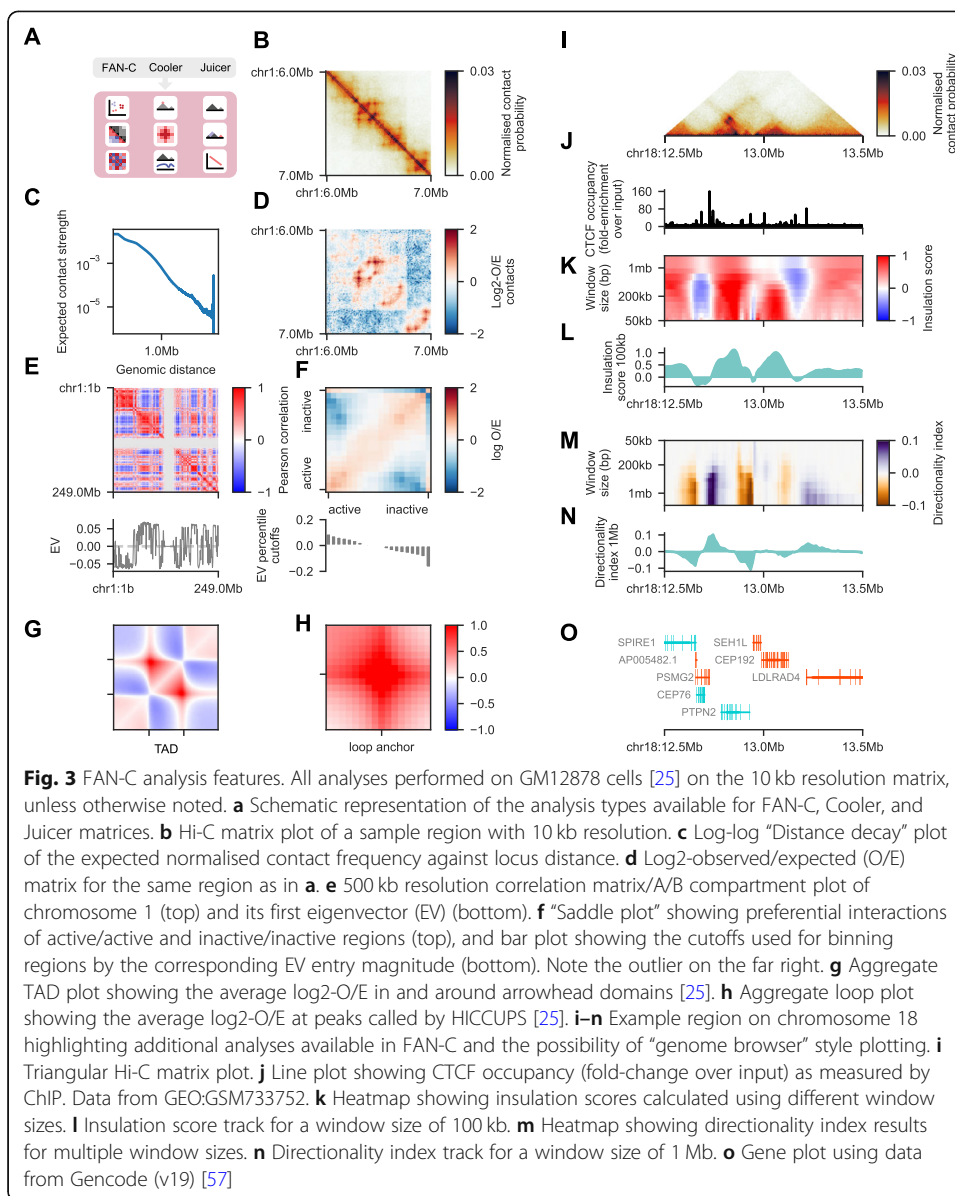 A
FAN-C Cooler Juicer
B
chr1:6.0Mb
7.0Mb
chr1:6.0Mb 7.0Mb
0.03
0.00
Normalised contact probability
C
Expected contact strength
10−3
10−5
1.0Mb
Genomic distance
D
chr1:6.0Mb
7.0Mb
chr1:6.0Mb 7.0Mb
2
0
−2
Log2-O/E contacts
E
chr1:1b
249.0Mb
1
0
−1
Pearson correlation
EV
0.05
0.00
−0.05
chr1:1b 249.0Mb
F
inactive
active
active inactive
2
0
−2
log O/E
EV percentile cutoffs
0.2
0.0
−0.2
G
TAD
H
loop anchor
1.0
0.5
0.0
−0.5
−1.0
I
chr18:12.5Mb 13.0Mb 13.5Mb
0.03
0.00
Normalised contact probability
J
CTCF occupancy (fold-enrichment over input)
160
80
0
K
Window size (bp)
1mb
200kb
50kb
1
0
−1
Insulation score
L
Insulation score 100kb
1.0
0.5
0.0
chr18:12.5Mb 13.0Mb 13.5Mb
M
Window size (bp)
50kb
200kb
1mb
0.1
0.0
−0.1
Directionality index
N
Directionality index 1Mb
0.1
0.0
−0.1
chr18:12.5Mb 13.0Mb 13.5Mb
O
SPIRE1 SEH1L
AP005482.1 CEP192
PSMG2 LDLRAD4
CEP76
PTPN2
chr18:12.5Mb 13.0Mb 13.5Mb
Fig. 3 FAN-C analysis features. All analyses performed on GM12878 cells [25] on the 10 kb resolution matrix,
unless otherwise noted. a Schematic representation of the analysis types available for FAN-C, Cooler, and
Juicer matrices. b Hi-C matrix plot of a sample region with 10 kb resolution. c Log-log “Distance decay” plot
of the expected normalised contact frequency against locus distance. d Log2-observed/expected (O/E)
matrix for the same region as in a. e 500 kb resolution correlation matrix/A/B compartment plot of
chromosome 1 (top) and its first eigenvector (EV) (bottom). f “Saddle plot” showing preferential interactions
of active/active and inactive/inactive regions (top), and bar plot showing the cutoffs used for binning
regions by the corresponding EV entry magnitude (bottom). Note the outlier on the far right. g Aggregate
TAD plot showing the average log2-O/E in and around arrowhead domains [25]. h Aggregate loop plot
showing the average log2-O/E at peaks called by HICCUPS [25]. i–n Example region on chromosome 18
highlighting additional analyses available in FAN-C and the possibility of “genome browser” style plotting. i
Triangular Hi-C matrix plot. j Line plot showing CTCF occupancy (fold-change over input) as measured by
ChIP. Data from GEO:GSM733752. k Heatmap showing insulation scores calculated using different window
sizes. l Insulation score track for a window size of 100 kb. m Heatmap showing directionality index results
for multiple window sizes. n Directionality index track for a window size of 1 Mb. o Gene plot using data
from Gencode (v19) [57]